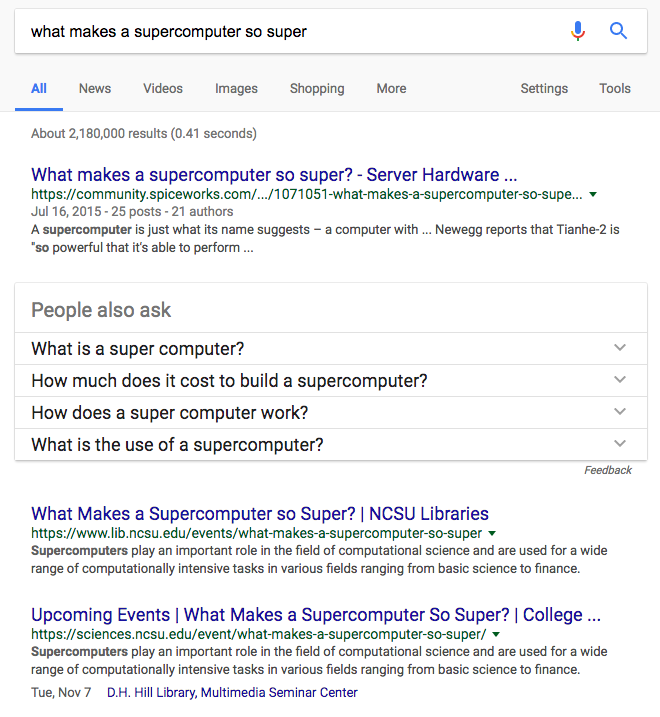 what makes a supercomputer so super
All News Videos Images Shopping More Settings Tools
About 2,180,000 results (0.41 seconds)
What makes a supercomputer so super? - Server Hardware ...
https://community.spiceworks.com/.../1071051-what-makes-a-supercomputer-so-supe...
Jul 16, 2015 - 25 posts - 21 authors
A supercomputer is just what its name suggests – a computer with ... Newegg reports that Tianhe-2 is
"so powerful that it's able to perform ...
People also ask
What is a super computer?
How much does it cost to build a supercomputer?
How does a super computer work?
What is the use of a supercomputer?
Feedback
What Makes a Supercomputer so Super? | NCSU Libraries
https://www.lib.ncsu.edu/events/what-makes-a-supercomputer-so-super
Supercomputers play an important role in the field of computational science and are used for a wide
range of computationally intensive tasks in various fields ranging from basic science to finance.
Upcoming Events | What Makes a Supercomputer So Super? | College ...
https://sciences.ncsu.edu/event/what-makes-a-supercomputer-so-super/
Supercomputers play an important role in the field of computational science and are used for a wide
range of computationally intensive tasks in various fields ranging from basic science to finance.
Tue, Nov 7 D.H. Hill Library, Multimedia Seminar Center